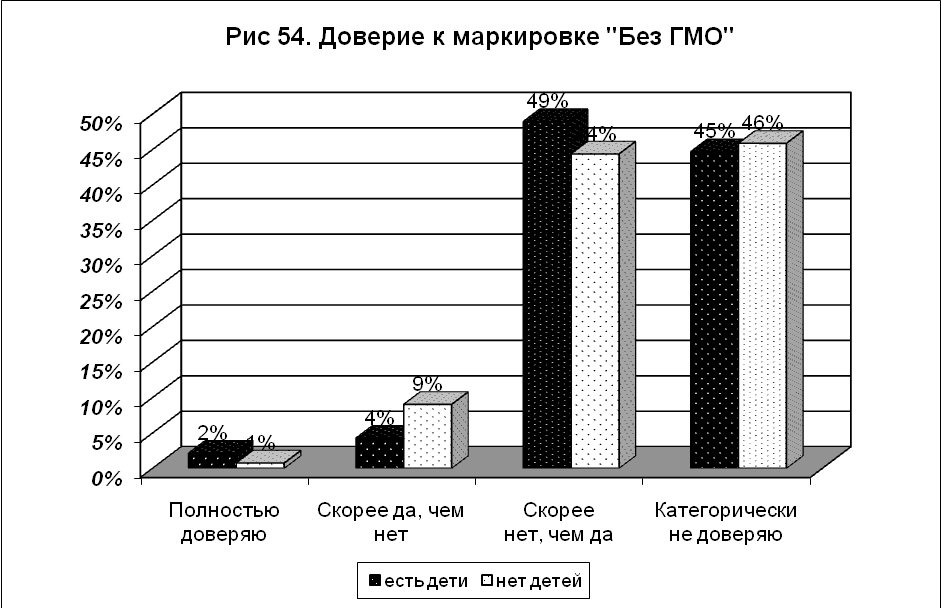 Рис 54. Доверие к маркировке "Без ГМО"
50%
45%
40%
35%
30%
25%
20%
15%
10%
5%
0%
2%
1%
4%
9%
49%
4%
45%
46%
Полностью
доверяю
Скорее да, чем
нет
Скорее
нет, чем да
Категорически
не доверяю
есть дети
нет детей